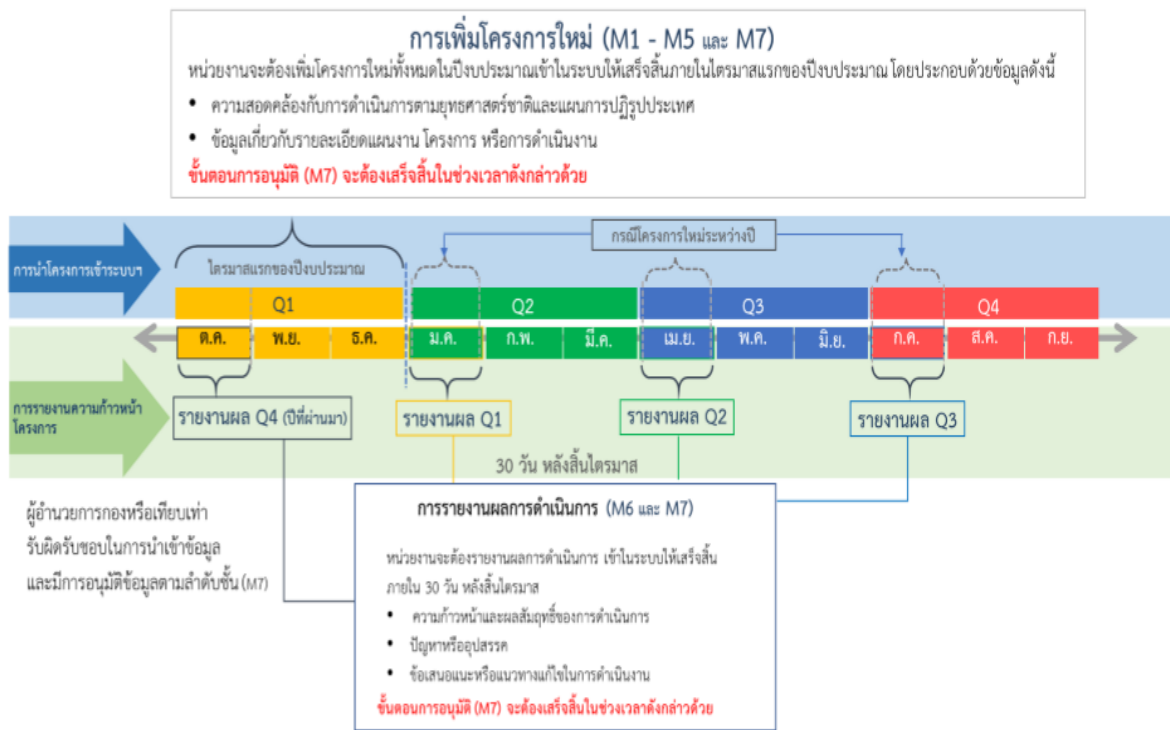 การเพิ่มโครงการใหม่ (M1 - M5 และ M7)
หน่วยงานจะต้องเพิ่มโครงการใหม่ทั้งหมดในปีงบประมาณเข้าในระบบให้เสร็จสิ้นภายในไตรมาสแรกของปีงบประมาณ โดยประกอบด้วยข้อมูลดังนี้
• ความสอดคล้องกับการดำเนินการตามยุทธศาสตร์ชาติและแผนการปฏิรูปประเทศ
• ข้อมูลเกี่ยวกับรายละเอียดแผนงาน โครงการ หรือการดำเนินงาน
ขั้นตอนการอนุมัติ (M7) จะต้องเสร็จสิ้นในช่วงเวลาดังกล่าวด้วย
การนำโครงการเข้าระบบฯ
ไตรมาสแรกของปีงบประมาณ
กรณีโครงการใหม่ระหว่างปี
Q1 Q2 Q3 Q4
ต.ค. พ.ย. ธ.ค. ม.ค. ก.พ. มี.ค. เม.ย. พ.ค. มิ.ย. ก.ค. ส.ค. ก.ย.
การรายงานความก้าวหน้า
โครงการ
รายงานผล Q4 (ปีที่ผ่านมา) รายงานผล Q1 รายงานผล Q2 รายงานผล Q3
30 วัน หลังสิ้นไตรมาส
ผู้อำนวยการกองหรือเทียบเท่า
รับผิดรับชอบในการนำเข้าข้อมูล
และมีการอนุมัติข้อมูลตามลำดับชั้น (M7)
การรายงานผลการดำเนินการ (M6 และ M7)
หน่วยงานจะต้องรายงานผลการดำเนินการ เข้าในระบบให้เสร็จสิ้น
ภายใน 30 วัน หลังสิ้นไตรมาส
• ความก้าวหน้าและผลสัมฤทธิ์ของการดำเนินการ
• ปัญหาหรืออุปสรรค
• ข้อเสนอแนะหรือแนวทางแก้ไขในการดำเนินงาน
ขั้นตอนการอนุมัติ (M7) จะต้องเสร็จสิ้นในช่วงเวลาดังกล่าวด้วย